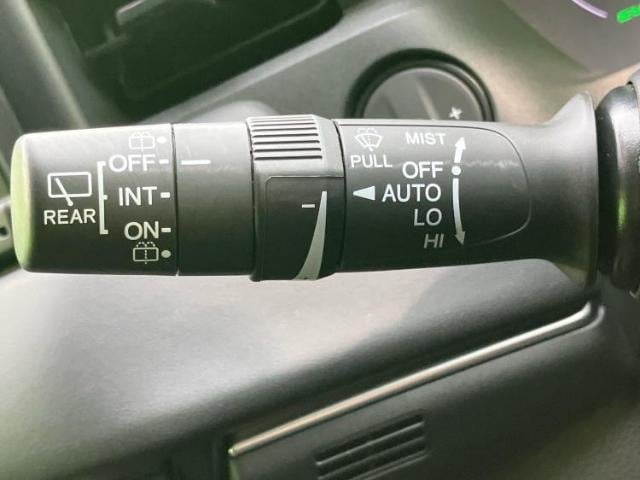 OFF
INT
ON
REAR
MIST
PULL
OFF
AUTO
LO
HI